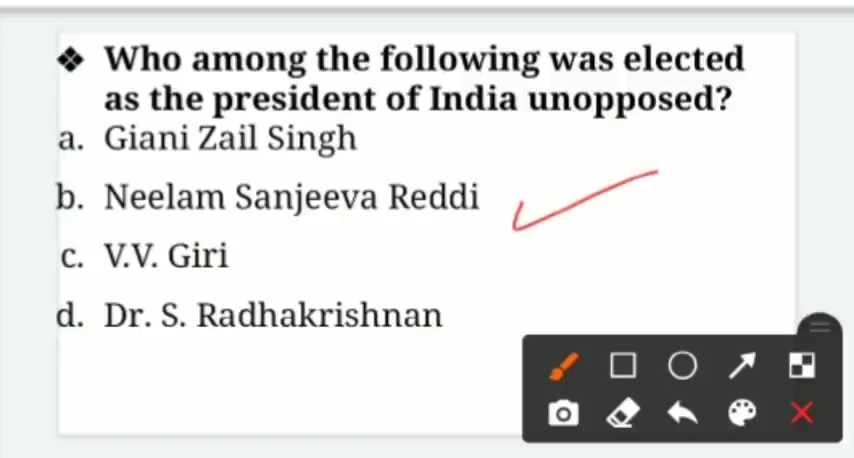 ❖ Who among the following was elected
as the president of India unopposed?
a. Giani Zail Singh
b. Neelam Sanjeeva Reddi
c. V.V. Giri
d. Dr. S. Radhakrishnan